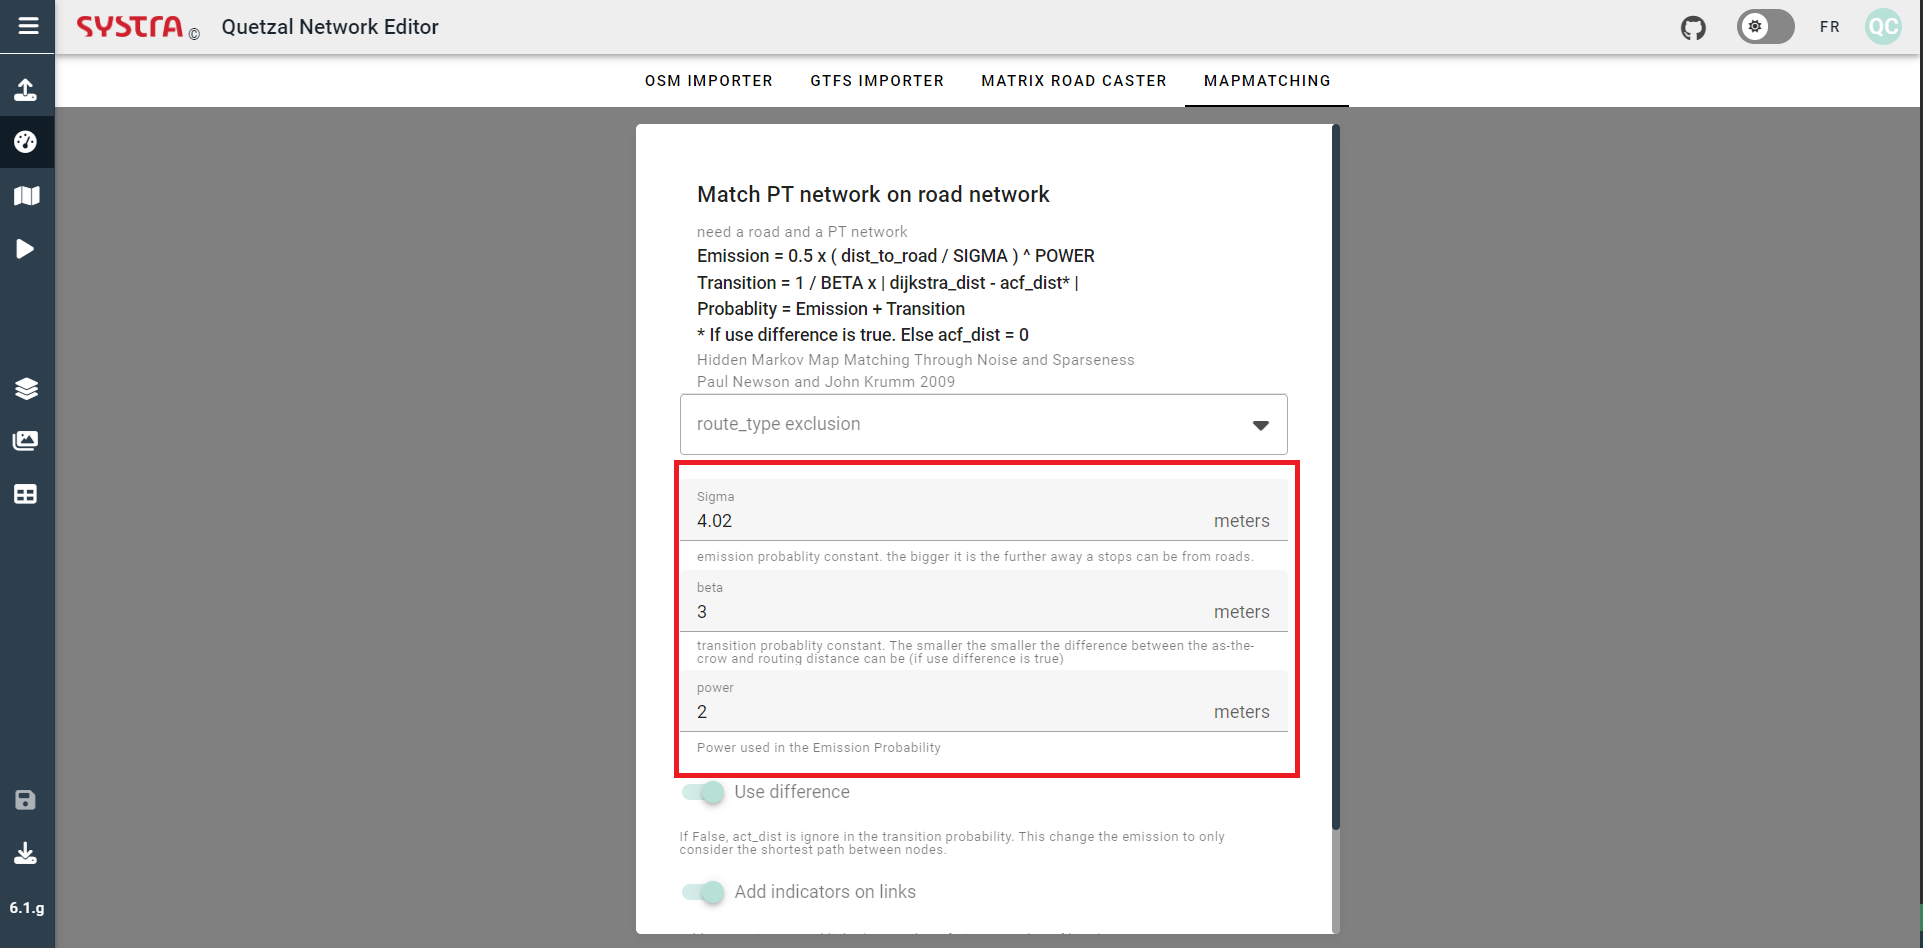 SYSTRA © Quetzal Network Editor FR QC
OSM IMPORTER GTFS IMPORTER MATRIX ROAD CASTER MAPMATCHING
Match PT network on road network
need a road and a PT network
Emission = 0.5 x ( dist_to_road / SIGMA ) ^ POWER
Transition = 1 / BETA x | dijkstra_dist - acf_dist* |
Probablity = Emission + Transition
* If use difference is true. Else acf_dist = 0
Hidden Markov Map Matching Through Noise and Sparseness
Paul Newson and John Krumm 2009
route_type exclusion
Sigma
4.02 meters
emission probablity constant. the bigger it is the further away a stops can be from roads.
beta
3 meters
transition probablity constant. The smaller the smaller the difference between the as-the-
crow and routing distance can be (if use difference is true)
power
2 meters
Power used in the Emission Probability
Use difference
If False, act_dist is ignore in the transition probability. This change the emission to only
consider the shortest path between nodes.
Add indicators on links
6.1.g